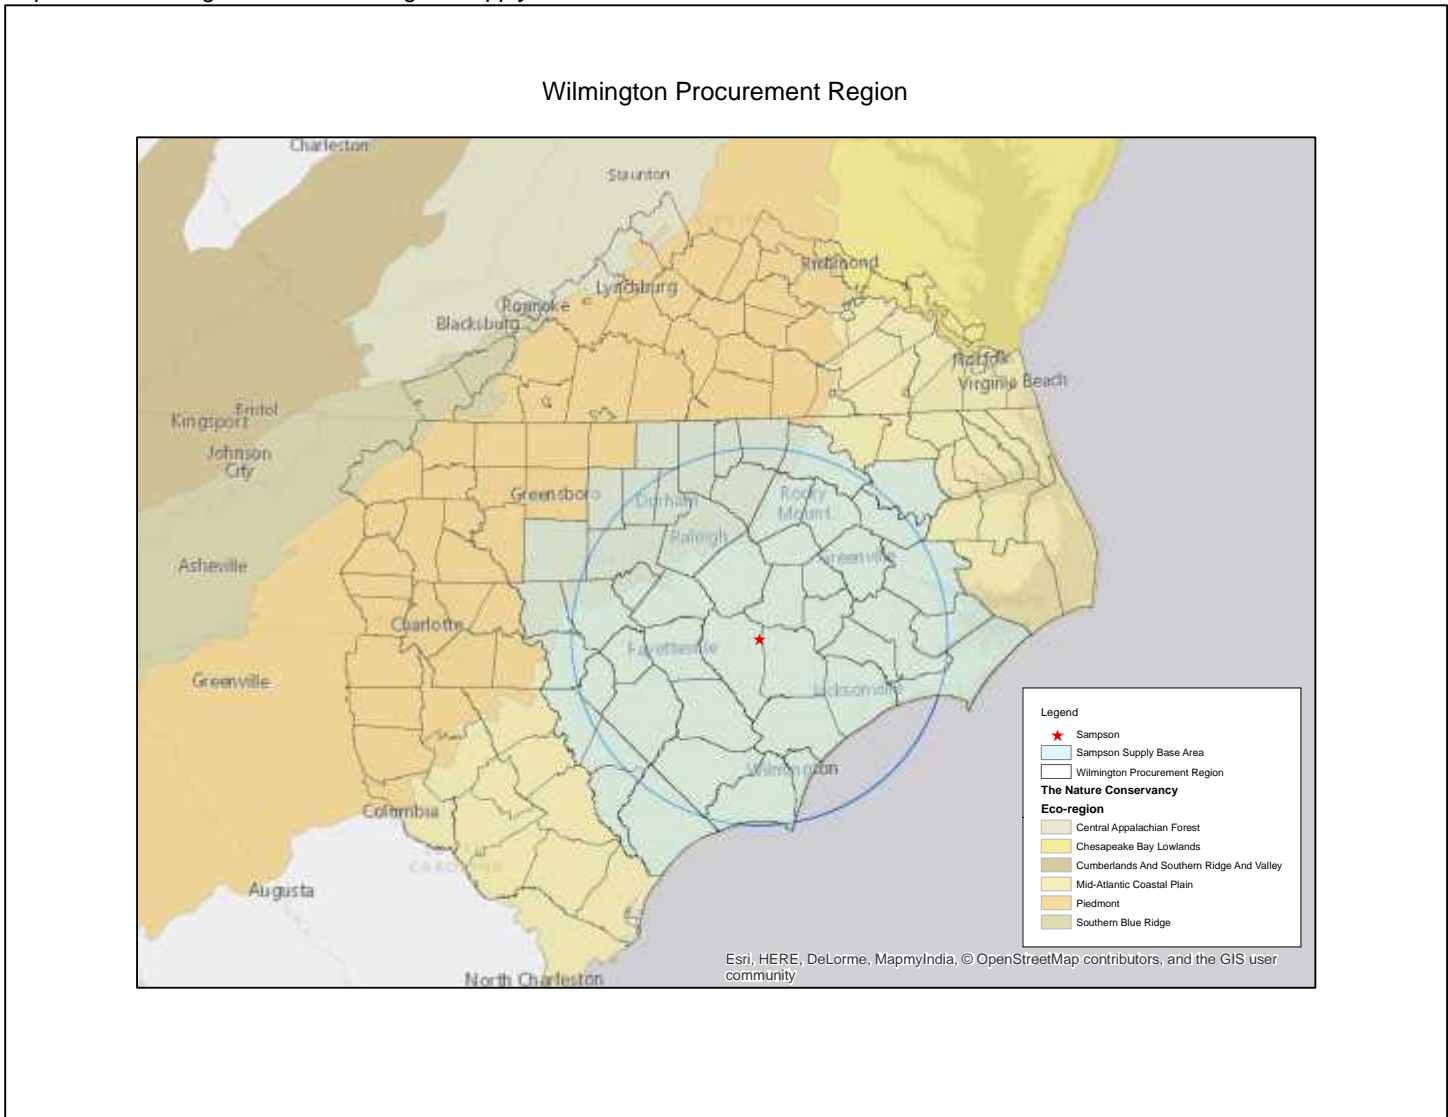 Wilmington Procurement Region
Charleston
Staunton
Richmond
Lynchburg
Roanoke
Blacksburg
Norfolk
Virginia Beach
Bristol
Kingsport
Johnson
City
Greensboro
Durham
Rocky
Mount
Raleigh
Greenville
Asheville
Charlotte
Fayetteville
Greenville
Jacksonville
Wilmington
Columbia
CAROLINA
Augusta
North Charleston
Legend
Sampson
Sampson Supply Base Area
Wilmington Procurement Region
The Nature Conservancy
Eco-region
Central Appalachian Forest
Chesapeake Bay Lowlands
Cumberlands And Southern Ridge And Valley
Mid-Atlantic Coastal Plain
Piedmont
Southern Blue Ridge
Esri, HERE, DeLorme, MapmyIndia, © OpenStreetMap contributors, and the GIS user
community